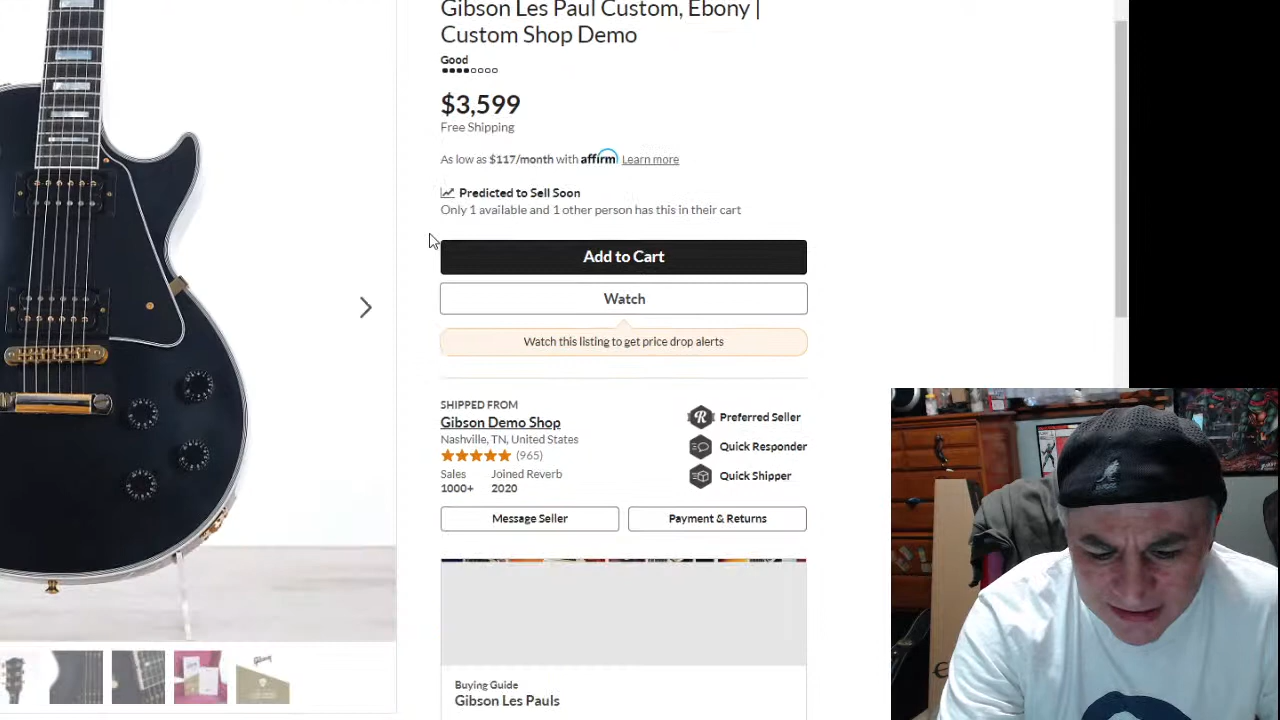 Gibson Les Paul Custom, Ebony |
Custom Shop Demo
Good
$3,599
Free Shipping
As low as $117/month with affirm Learn more
Predicted to Sell Soon
Only 1 available and 1 other person has this in their cart
Add to Cart
Watch
Watch this listing to get price drop alerts
SHIPPED FROM
Gibson Demo Shop
Nashville, TN, United States
(965)
Sales
1000+
Joined Reverb
2020
R Preferred Seller
Quick Responder
Quick Shipper
Message Seller
Payment & Returns
Buying Guide
Gibson Les Pauls